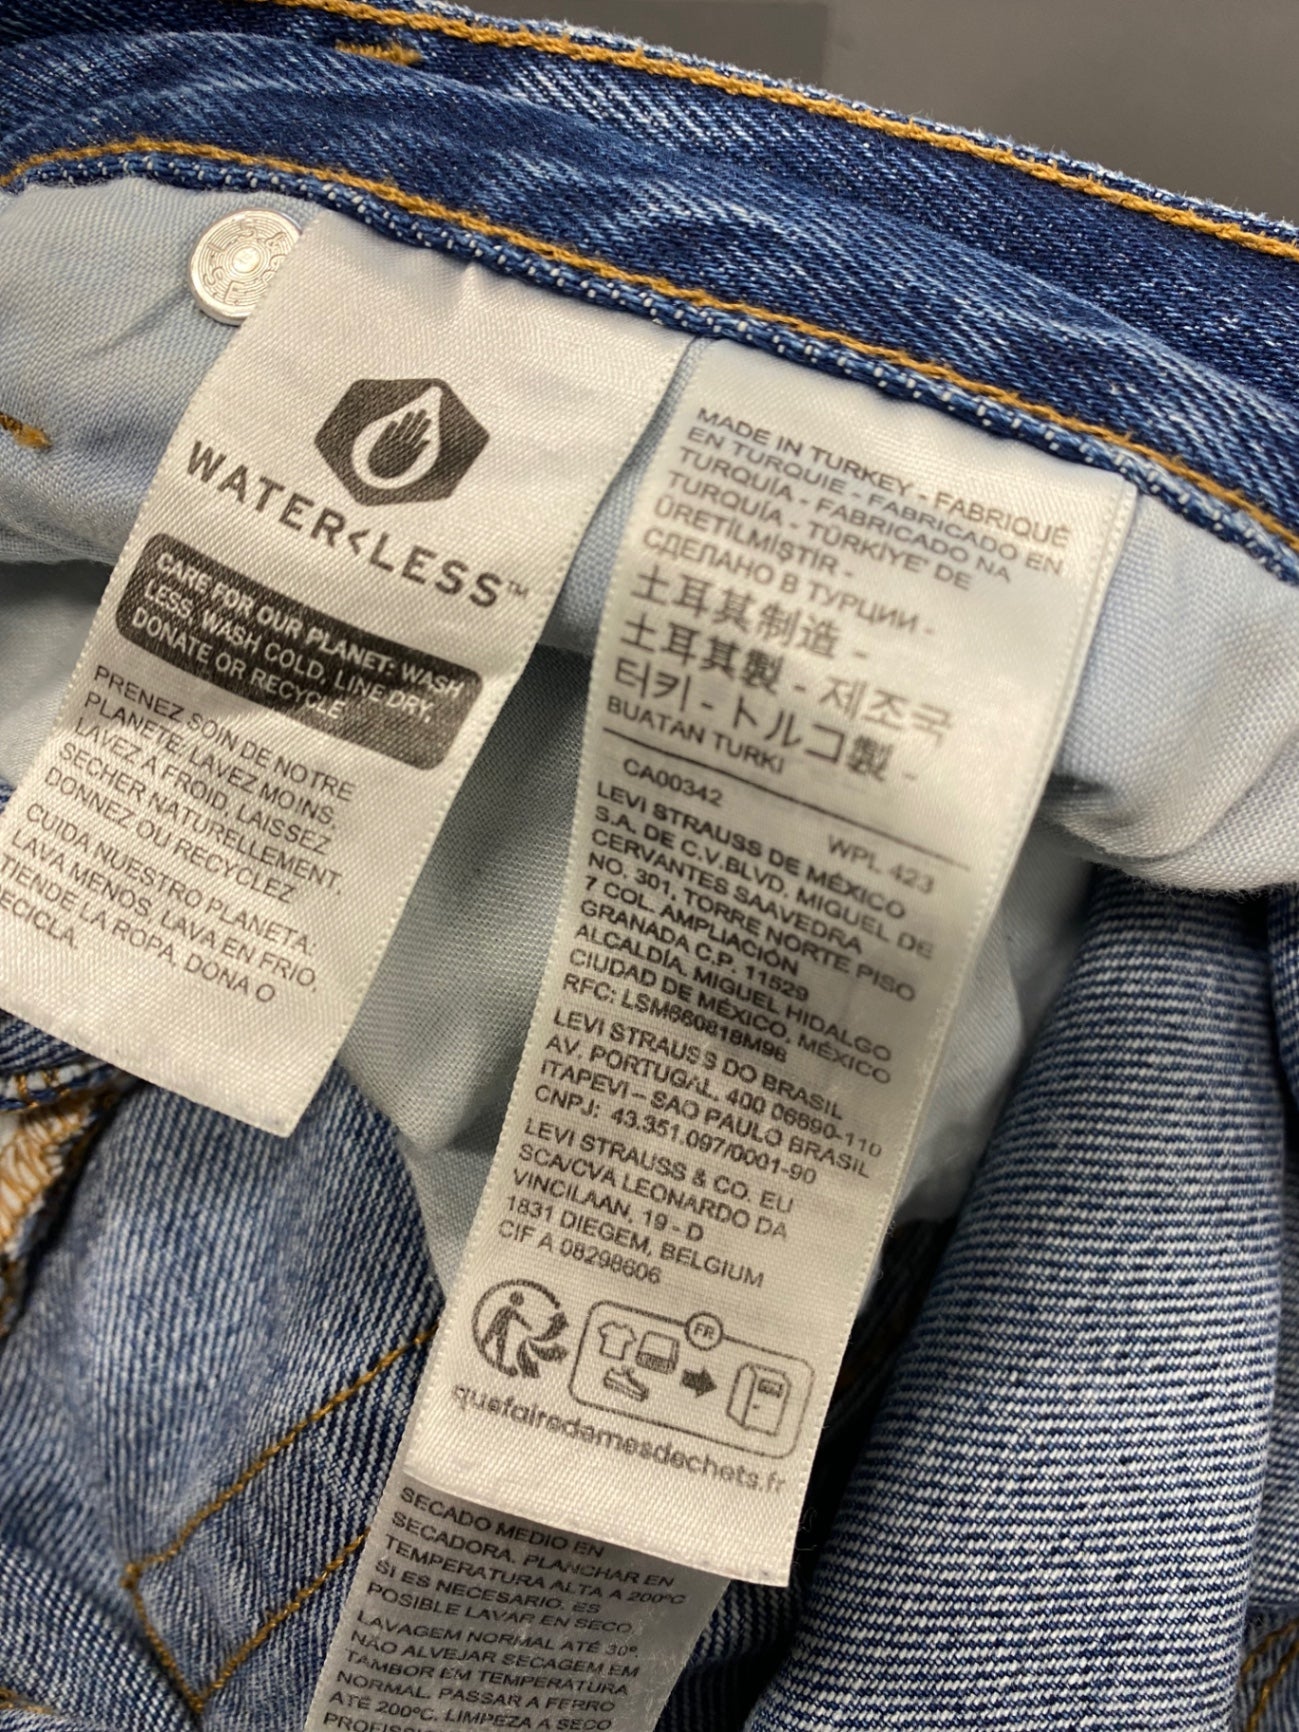 WATER<LESS™
CARE FOR OUR PLANET: WASH
LESS, WASH COLD, LINE DRY,
DONATE OR RECYCLE
PRENEZ SOIN DE NOTRE
PLANETE: LAVEZ MOINS,
LAVEZ À FROID, LAISSEZ
SECHER NATURELLEMENT.
DONNEZ OU RECYCLEZ
CUIDA NUESTRO PLANETA:
LAVA MENOS, LAVA EN FRIO,
TIENDE LA ROPA, DONA O
RECICLA.
MADE IN TURKEY - FABRIQUÉ
EN TURQUIE - FABRICADO EN
TURQUÍA - FABRICADO NA
TURQUÍA - TÜRKİYE' DE
ÜRETİLMİŞTİR -
СДЕЛАНО В ТУРЦИИ -
土耳其制造 -
土耳其製 - 제조국
터키 - トルコ製 -
BUATAN TURKI
CA00342
WPL 423
LEVI STRAUSS DE MÉXICO
S.A. DE C.V.BLVD. MIGUEL DE
CERVANTES SAAVEDRA
NO. 301, TORRE NORTE PISO
7 COL. AMPLIACIÓN
GRANADA C.P. 11529
ALCALDÍA. MIGUEL HIDALGO
CIUDAD DE MÉXICO, MÉXICO
RFC: LSM660818M98
LEVI STRAUSS DO BRASIL
AV. PORTUGAL, 400 06690-110
ITAPEVI – SAO PAULO BRASIL
CNPJ: 43.351.097/0001-90
LEVI STRAUSS & CO. EU
SCA/CVA LEONARDO DA
VINCILAAN, 19 - D
1831 DIEGEM, BELGIUM
CIF A 08298606
FR
quefairedemesdechets.fr
SECADO MEDIO EN
SECADORA. PLANCHAR EN
TEMPERATURA ALTA A 200ºC
SI ES NECESARIO. ES
POSIBLE LAVAR EN SECO.
LAVAGEM NORMAL ATÉ 30º.
NÃO ALVEJAR SECAGEM EM
TAMBOR EM TEMPERATURA
NORMAL. PASSAR A FERRO
ATÉ 200ºC. LIMPEZA A SECO